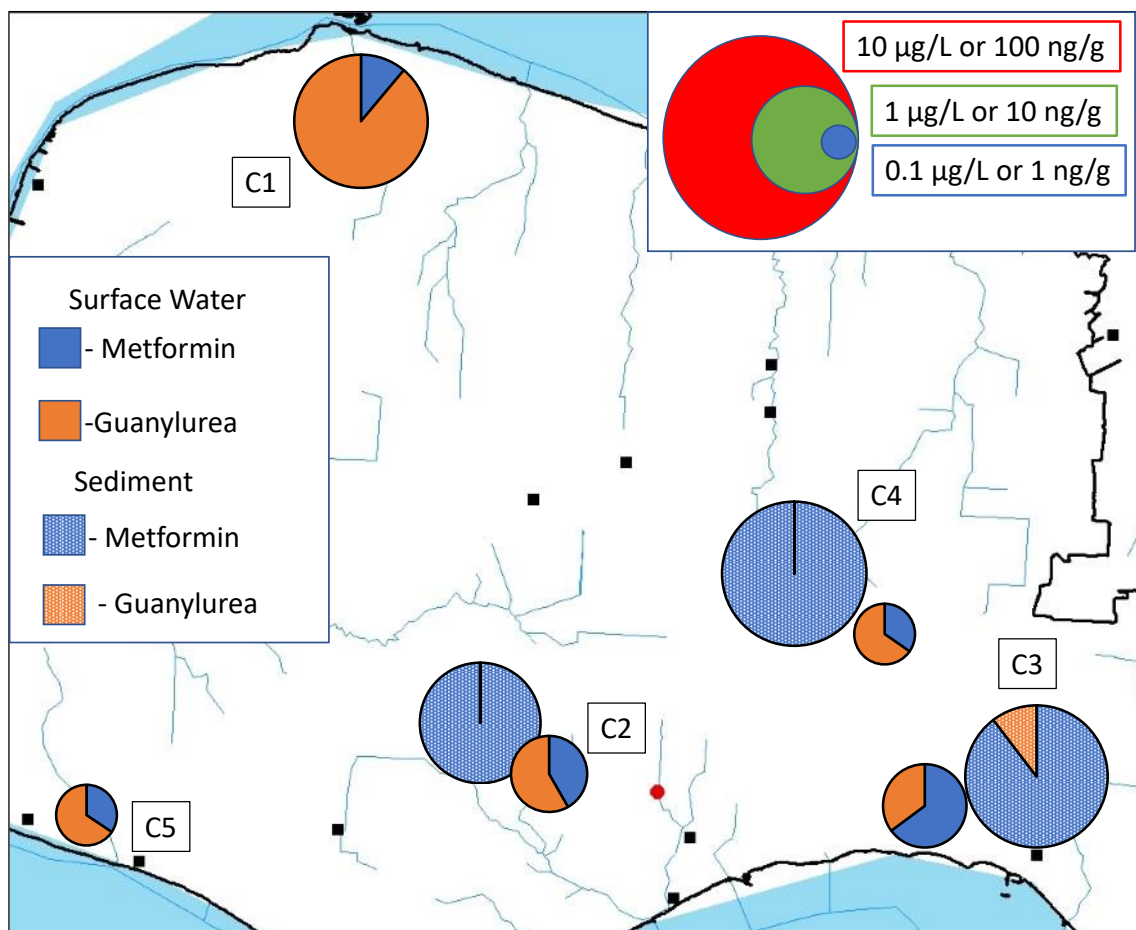 10 µg/L or 100 ng/g
1 µg/L or 10 ng/g
0.1 µg/L or 1 ng/g
C1
Surface Water
- Metformin
-Guanylurea
Sediment
- Metformin
- Guanylurea
C4
C3
C2
C5